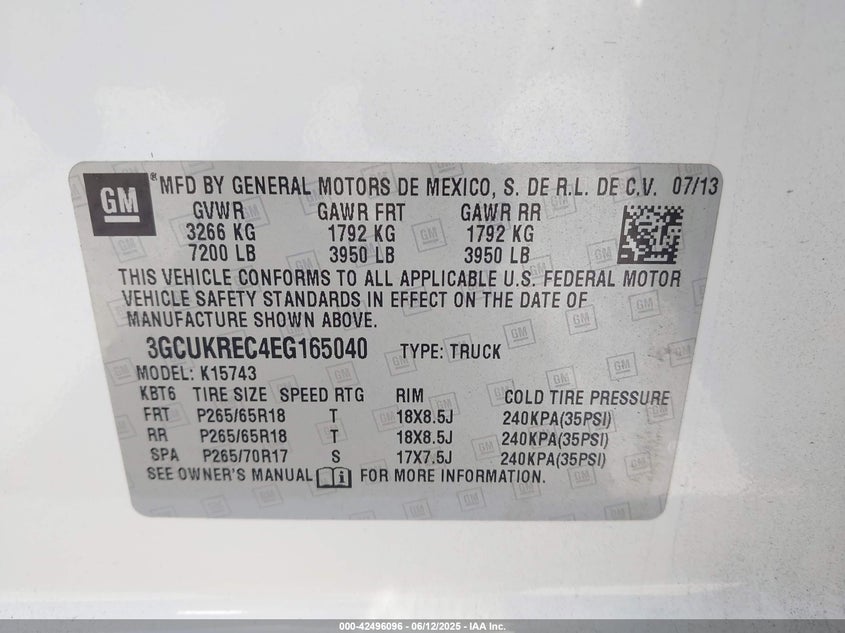 GM ® MFD BY GENERAL MOTORS DE MEXICO, S. DE R.L. DE C.V. 07/13
GVWR GAWR FRT GAWR RR
3266 KG 1792 KG 1792 KG
7200 LB 3950 LB 3950 LB
THIS VEHICLE CONFORMS TO ALL APPLICABLE U.S. FEDERAL MOTOR
VEHICLE SAFETY STANDARDS IN EFFECT ON THE DATE OF
MANUFACTURE SHOWN ABOVE.
3GCUKREC4EG165040 TYPE: TRUCK
MODEL: K15743
KBT6 TIRE SIZE SPEED RTG RIM COLD TIRE PRESSURE
FRT P265/65R18 T 18X8.5J 240KPA(35PSI)
RR P265/65R18 T 18X8.5J 240KPA(35PSI)
SPA P265/70R17 S 17X7.5J 240KPA(35PSI)
SEE OWNER'S MANUAL i FOR MORE INFORMATION.
000-42496096 - 06/12/2025 - IAA Inc.